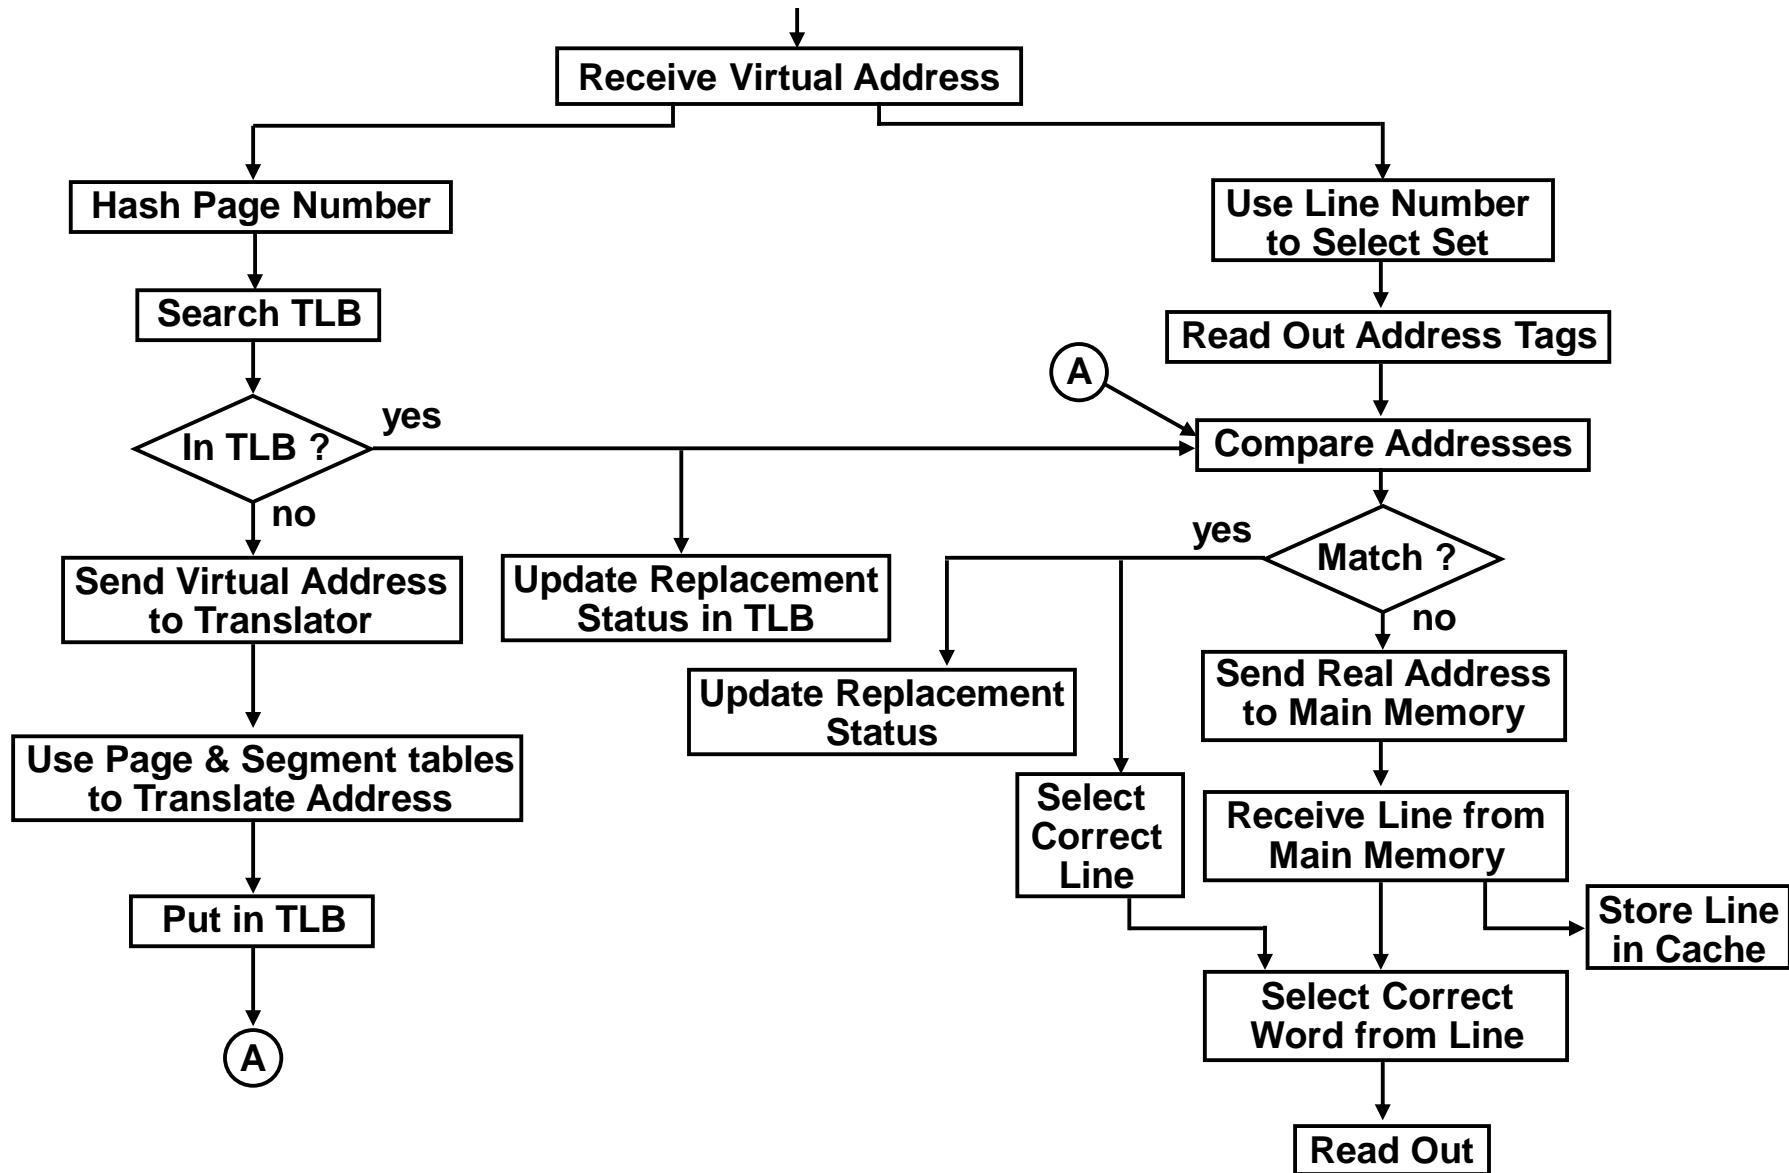 Receive Virtual Address
Hash Page Number
Search TLB
In TLB ?
yes
no
Send Virtual Address
to Translator
Use Page & Segment tables
to Translate Address
Put in TLB
A
Update Replacement
Status in TLB
Use Line Number
to Select Set
Read Out Address Tags
A
Compare Addresses
Match ?
yes
no
Update Replacement
Status
Select
Correct
Line
Send Real Address
to Main Memory
Receive Line from
Main Memory
Store Line
in Cache
Select Correct
Word from Line
Read Out